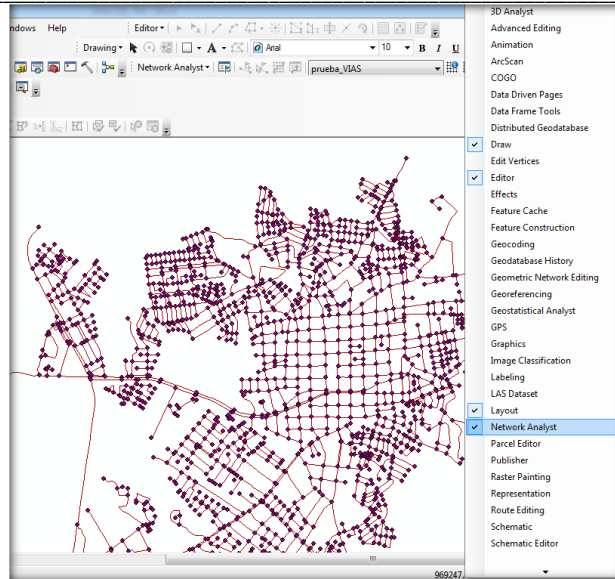 ndows Help Editor
Drawing A Arial 10 B I U
Network Analyst prueba_VIAS
969247.
3D Analyst
Advanced Editing
Animation
ArcScan
COGO
Data Driven Pages
Data Frame Tools
Distributed Geodatabase
Draw
Edit Vertices
Editor
Effects
Feature Cache
Feature Construction
Geocoding
Geodatabase History
Geometric Network Editing
Georeferencing
Geostatistical Analyst
GPS
Graphics
Image Classification
Labeling
LAS Dataset
Layout
Network Analyst
Parcel Editor
Publisher
Raster Painting
Representation
Route Editing
Schematic
Schematic Editor